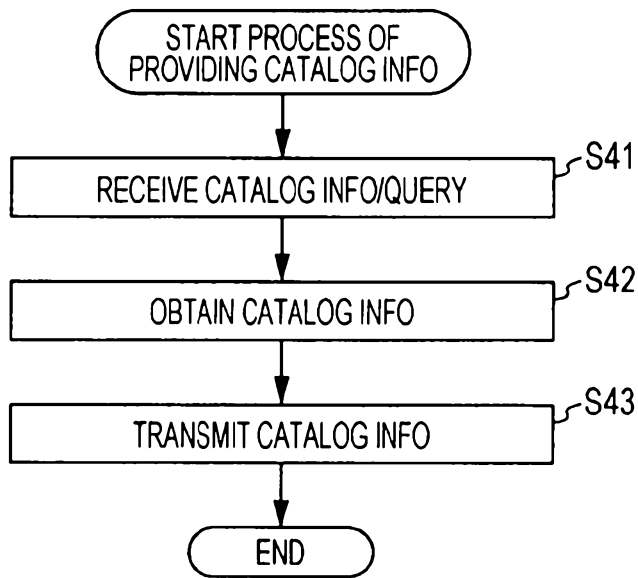 START PROCESS OF
PROVIDING CATALOG INFO
RECEIVE CATALOG INFO/QUERY
S41
OBTAIN CATALOG INFO
S42
TRANSMIT CATALOG INFO
S43
END